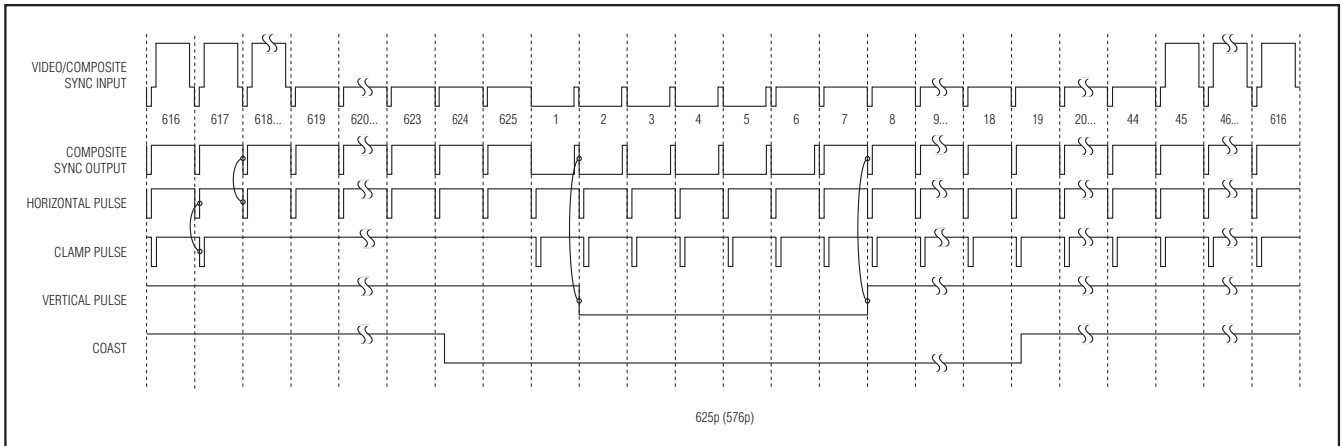 VIDEO/COMPOSITE
SYNC INPUT
616 617 618... 619 620... 623 624 625 1 2 3 4 5 6 7 8 9... 18 19 20... 44 45 46... 616
COMPOSITE
SYNC OUTPUT
HORIZONTAL PULSE
CLAMP PULSE
VERTICAL PULSE
COAST
625p (576p)